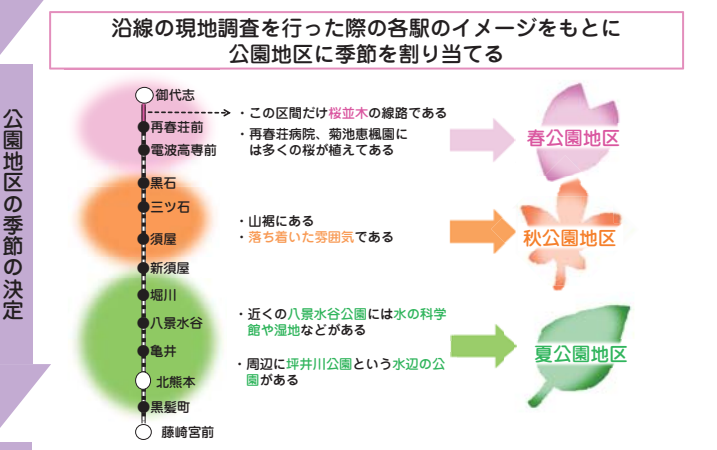 沿線の現地調査を行った際の各駅のイメージをもとに
公園地区に季節を割り当てる
公園地区の季節の決定
御代志
再春荘前
電波高専前
黒石
三ツ石
須屋
新須屋
堀川
八景水谷
亀井
北熊本
黒髪町
藤崎宮前
・この区間だけ桜並木の線路である
・再春荘病院、菊池恵楓園に
は多くの桜が植えてある
春公園地区
・山裾にある
・落ち着いた雰囲気である
秋公園地区
・近くの八景水谷公園には水の科学
館や湿地などがある
・周辺に坪井川公園という水辺の公
園がある
夏公園地区